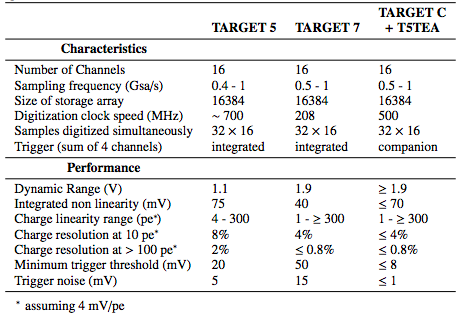 TARGET C
TARGET 5 TARGET 7 + T5TEA
Characteristics
Number of Channels 16 16 16
Sampling frequency (Gsa/s) 0.4 - 1 0.5 - 1 0.5 - 1
Size of storage array 16384 16384 16384
Digitization clock speed (MHz) ~ 700 208 500
Samples digitized simultaneously 32 × 16 32 × 16 32 × 16
Trigger (sum of 4 channels) integrated integrated companion
Performance
Dynamic Range (V) 1.1 1.9 ≥ 1.9
Integrated non linearity (mV) 75 40 ≤ 70
Charge linearity range (pe*) 4 - 300 1 - ≥ 300 1 - ≥ 300
Charge resolution at 10 pe* 8% 4% ≤ 4%
Charge resolution at > 100 pe* 2% ≤ 0.8% ≤ 0.8%
Minimum trigger threshold (mV) 20 50 ≤ 8
Trigger noise (mV) 5 15 ≤ 1
* assuming 4 mV/pe